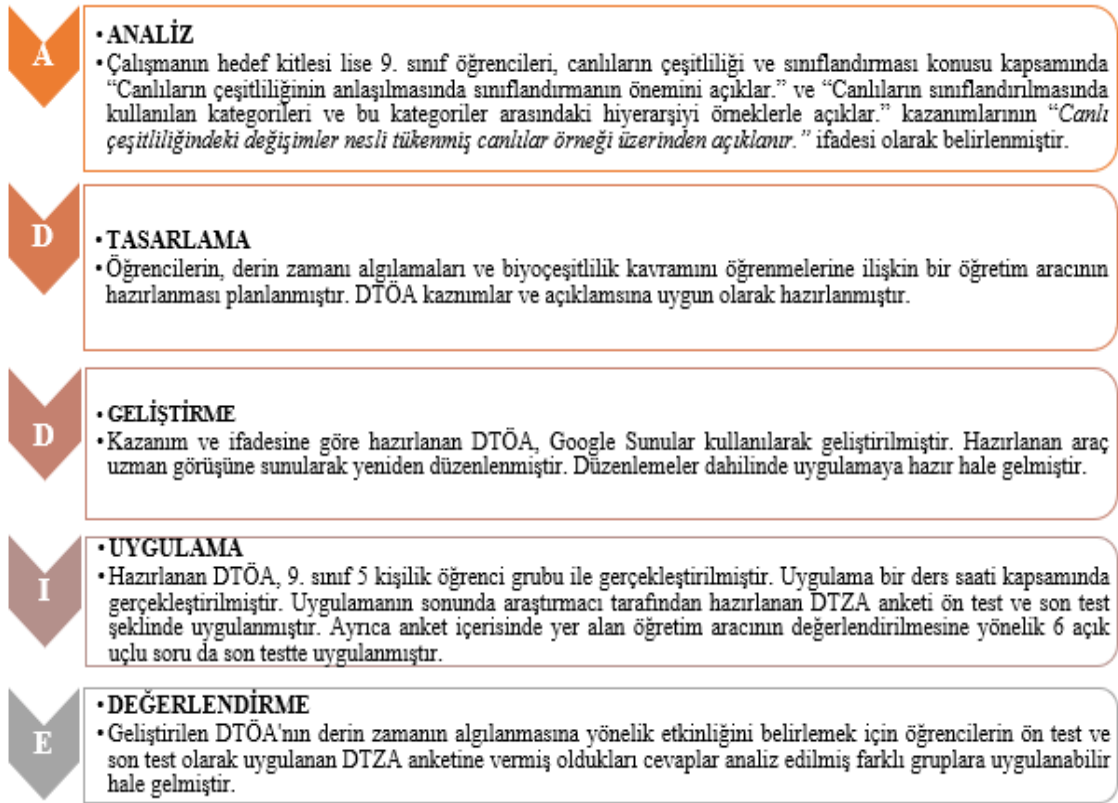 A
• ANALİZ
• Çalışmanın hedef kitlesi lise 9. sınıf öğrencileri, canlıların çeşitliliği ve sınıflandırması konusu kapsamında
“Canlıların çeşitliliğinin anlaşılmasında sınıflandırmanın önemini açıklar.” ve “Canlıların sınıflandırılmasında
kullanılan kategorileri ve bu kategoriler arasındaki hiyerarşiyi örneklerle açıklar.” kazanımlarının “Canlı
çeşitliliğindeki değişimler nesli tükenmiş canlılar örneği üzerinden açıklanır.” ifadesi olarak belirlenmiştir.
D
• TASARLAMA
• Öğrencilerin, derin zamanı algılamaları ve biyoçeşitlilik kavramını öğrenmelerine ilişkin bir öğretim aracının
hazırlanması planlanmıştır. DTÖA kaznımlar ve açıklamsına uygun olarak hazırlanmıştır.
D
• GELİŞTİRME
• Kazanım ve ifadesine göre hazırlanan DTÖA, Google Sunular kullanılarak geliştirilmiştir. Hazırlanan araç
uzman görüşüne sunularak yeniden düzenlenmiştir. Düzenlemeler dahilinde uygulamaya hazır hale gelmiştir.
I
• UYGULAMA
• Hazırlanan DTÖA, 9. sınıf 5 kişilik öğrenci grubu ile gerçekleştirilmiştir. Uygulama bir ders saati kapsamında
gerçekleştirilmiştir. Uygulamanın sonunda araştırmacı tarafından hazırlanan DTZA anketi ön test ve son test
şeklinde uygulanmıştır. Ayrıca anket içerisinde yer alan öğretim aracının değerlendirilmesine yönelik 6 açık
uçlu soru da son testte uygulanmıştır.
E
• DEĞERLENDİRME
• Geliştirilen DTÖA'nın derin zamanın algılanmasına yönelik etkinliğini belirlemek için öğrencilerin ön test ve
son test olarak uygulanan DTZA anketine vermiş oldukları cevaplar analiz edilmiş farklı gruplara uygulanabilir
hale gelmiştir.